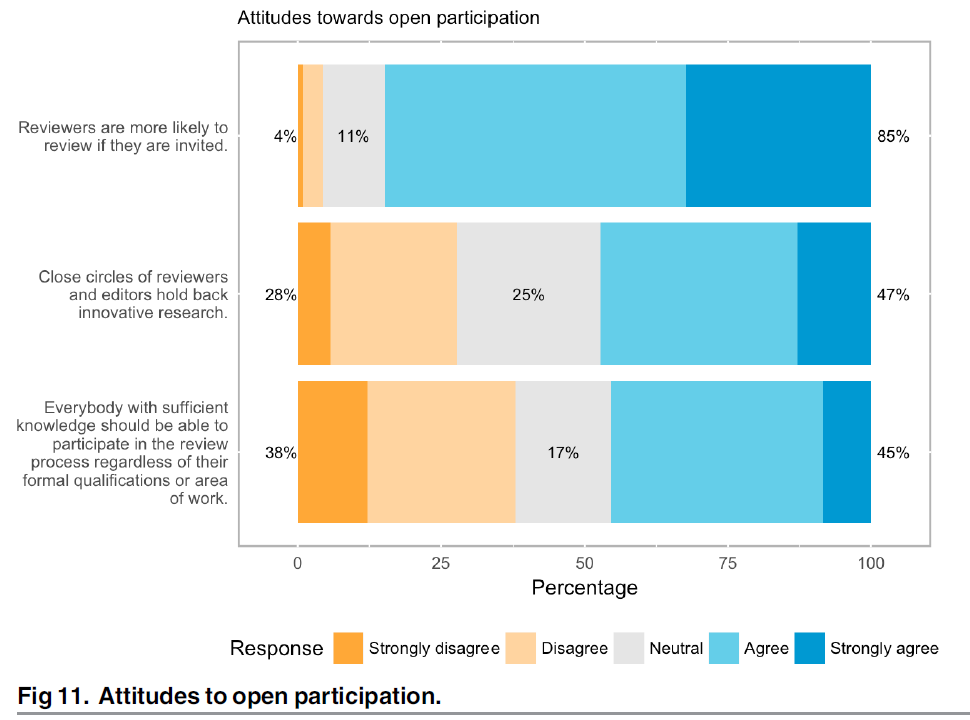 Attitudes towards open participation
Reviewers are more likely to
review if they are invited.
4%
11%
85%
Close circles of reviewers
and editors hold back
innovative research.
28%
25%
47%
Everybody with sufficient
knowledge should be able to
participate in the review
process regardless of their
formal qualifications or area
of work.
38%
17%
45%
0 25 50 75 100
Percentage
Response Strongly disagree Disagree Neutral Agree Strongly agree
Fig 11. Attitudes to open participation.